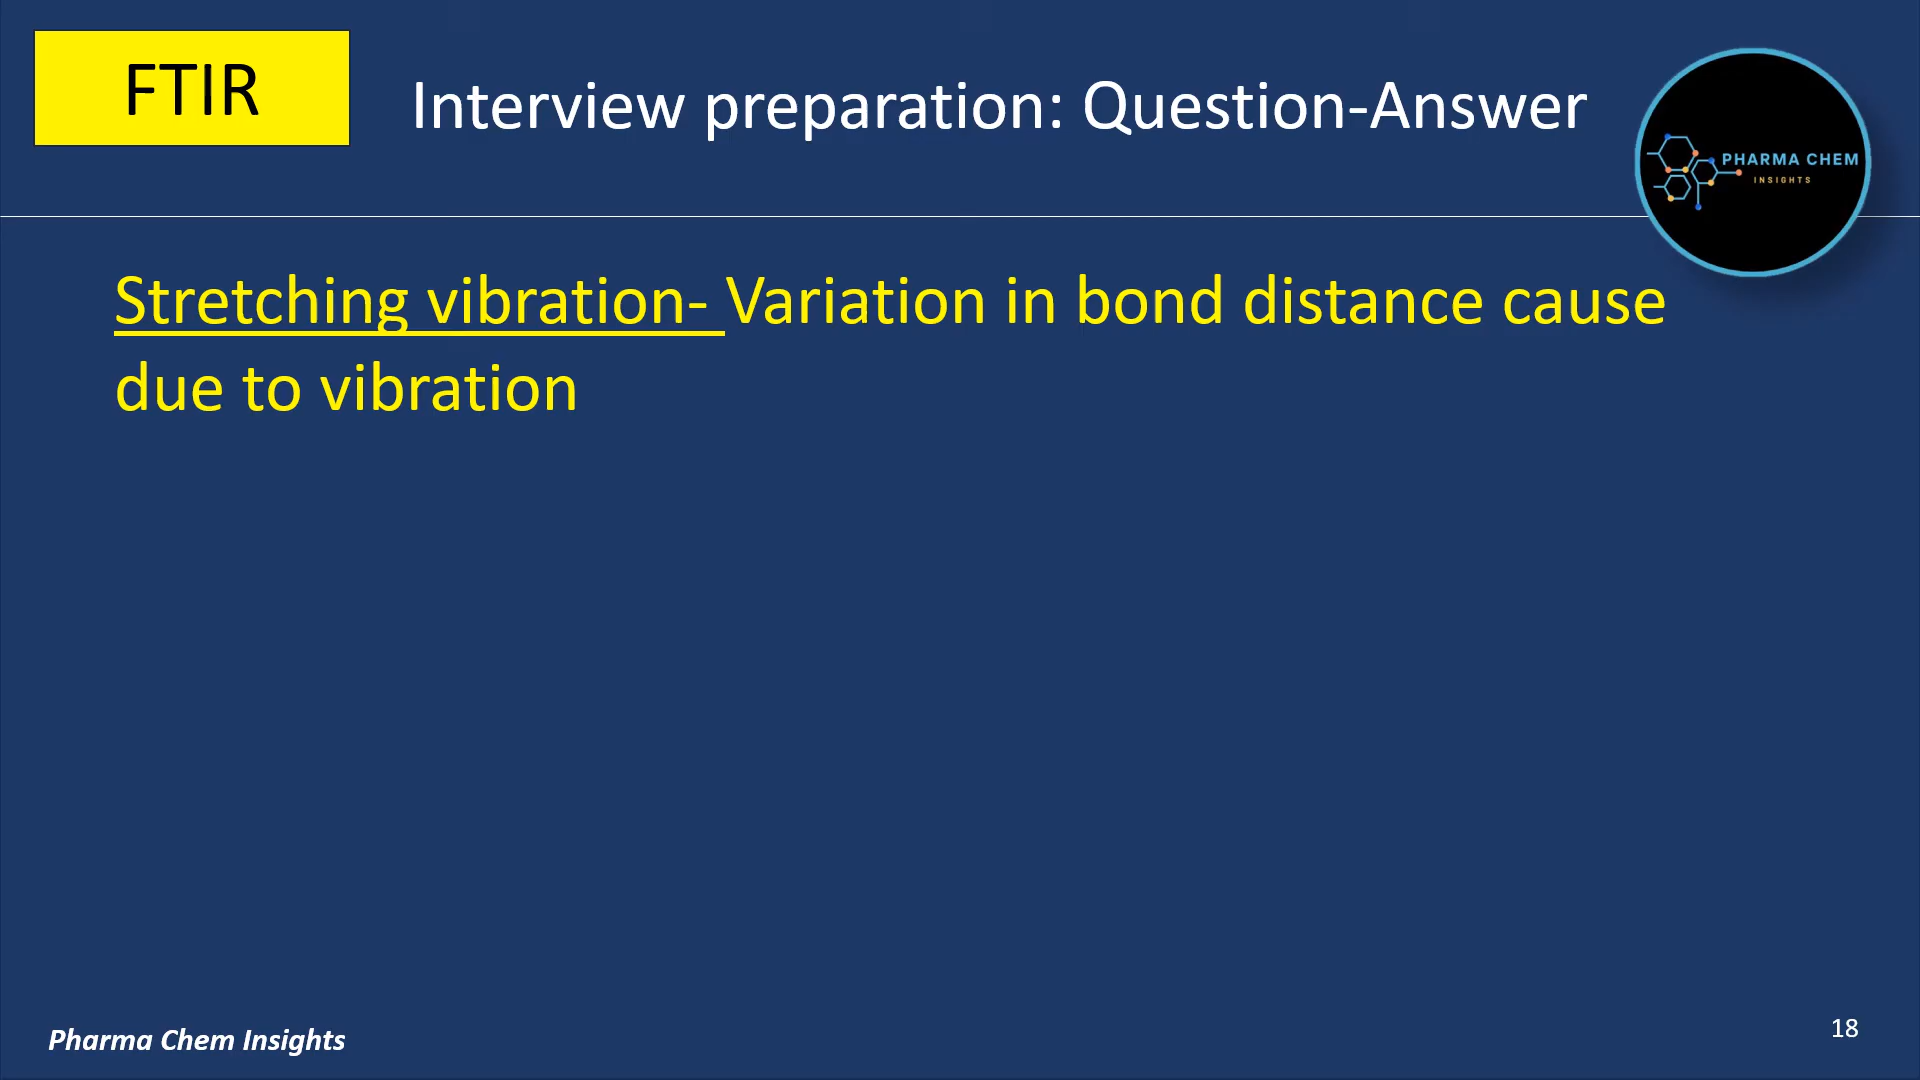 FTIR
Interview preparation: Question-Answer
PHARMA CHEM
INSIGHTS
Stretching vibration- Variation in bond distance cause
due to vibration
Pharma Chem Insights
18